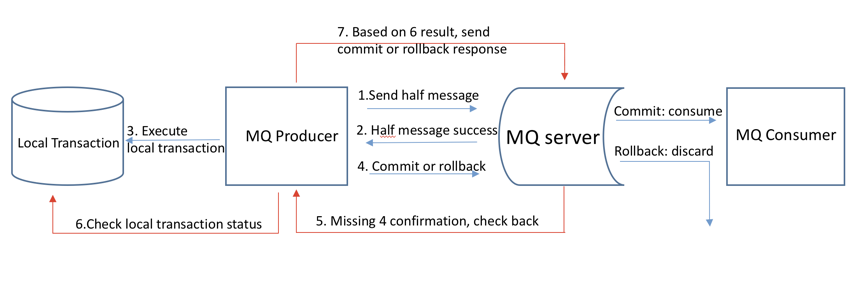 7. Based on 6 result, send
commit or rollback response
1.Send half message
Commit: consume
3. Execute
local transaction
Local Transaction
MQ Producer
2. Half message success
MQ server
MQ Consumer
Rollback: discard
4. Commit or rollback
6.Check local transaction status
5. Missing 4 confirmation, check back